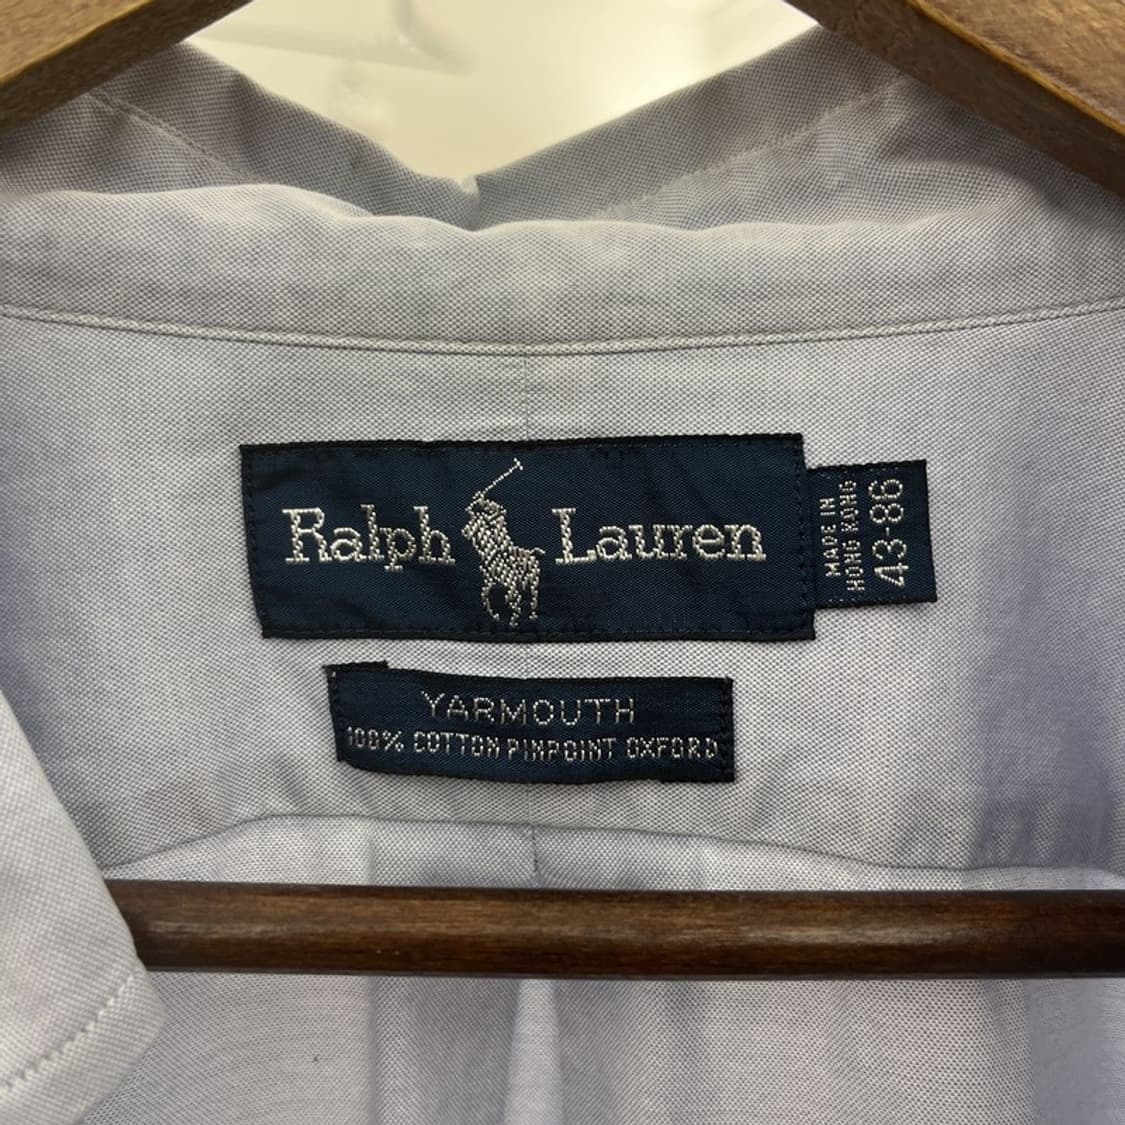 Ralph Lauren
MADE IN
HONG KONG
43-86
YARMOUTH
100% COTTON PINPOINT OXFORD